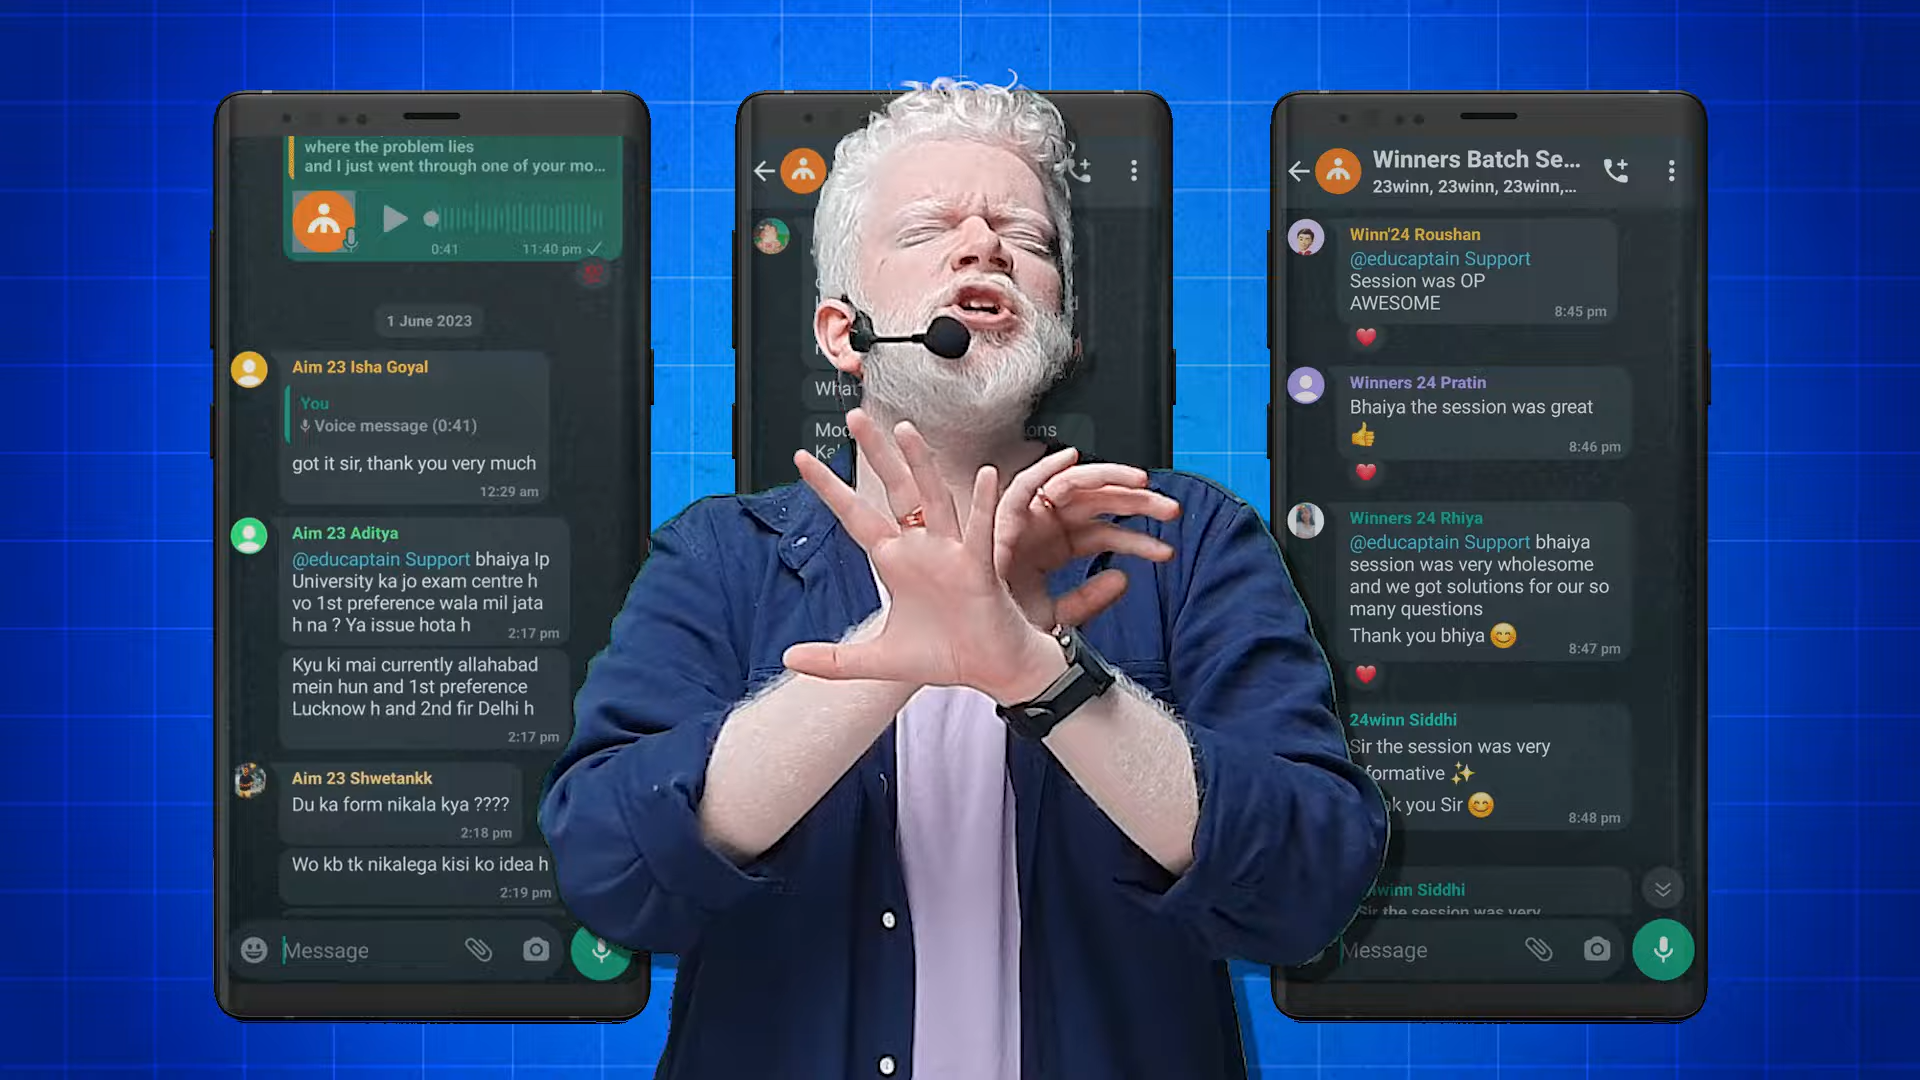 where the problem lies
and I just went through one of your mo...
0:41
11:40 pm
1 June 2023
Aim 23 Isha Goyal
You
Voice message (0:41)
got it sir, thank you very much
12:29 am
Aim 23 Aditya
@educaptain Support bhaiya Ip
University ka jo exam centre h
vo 1st preference wala mil jata
h na ? Ya issue hota h
2:17 pm
Kyu ki mai currently allahabad
mein hun and 1st preference
Lucknow h and 2nd fir Delhi h
2:17 pm
Aim 23 Shwetankk
Du ka form nikala kya ????
2:18 pm
Wo kb tk nikalega kisi ko idea h
2:19 pm
Message
What
Winners Batch Se...
23winn, 23winn, 23winn,...
Winn'24 Roushan
@educaptain Support
Session was OP
AWESOME
8:45 pm
Winners 24 Pratin
Bhaiya the session was great
👍
8:46 pm
Winners 24 Rhiya
@educaptain Support bhaiya
session was very wholesome
and we got solutions for our so
many questions
Thank you bhiya 😊
8:47 pm
24winn Siddhi
Sir the session was very
formative ✨
you Sir 😊
8:48 pm
winn Siddhi
Sir the session was very
Message